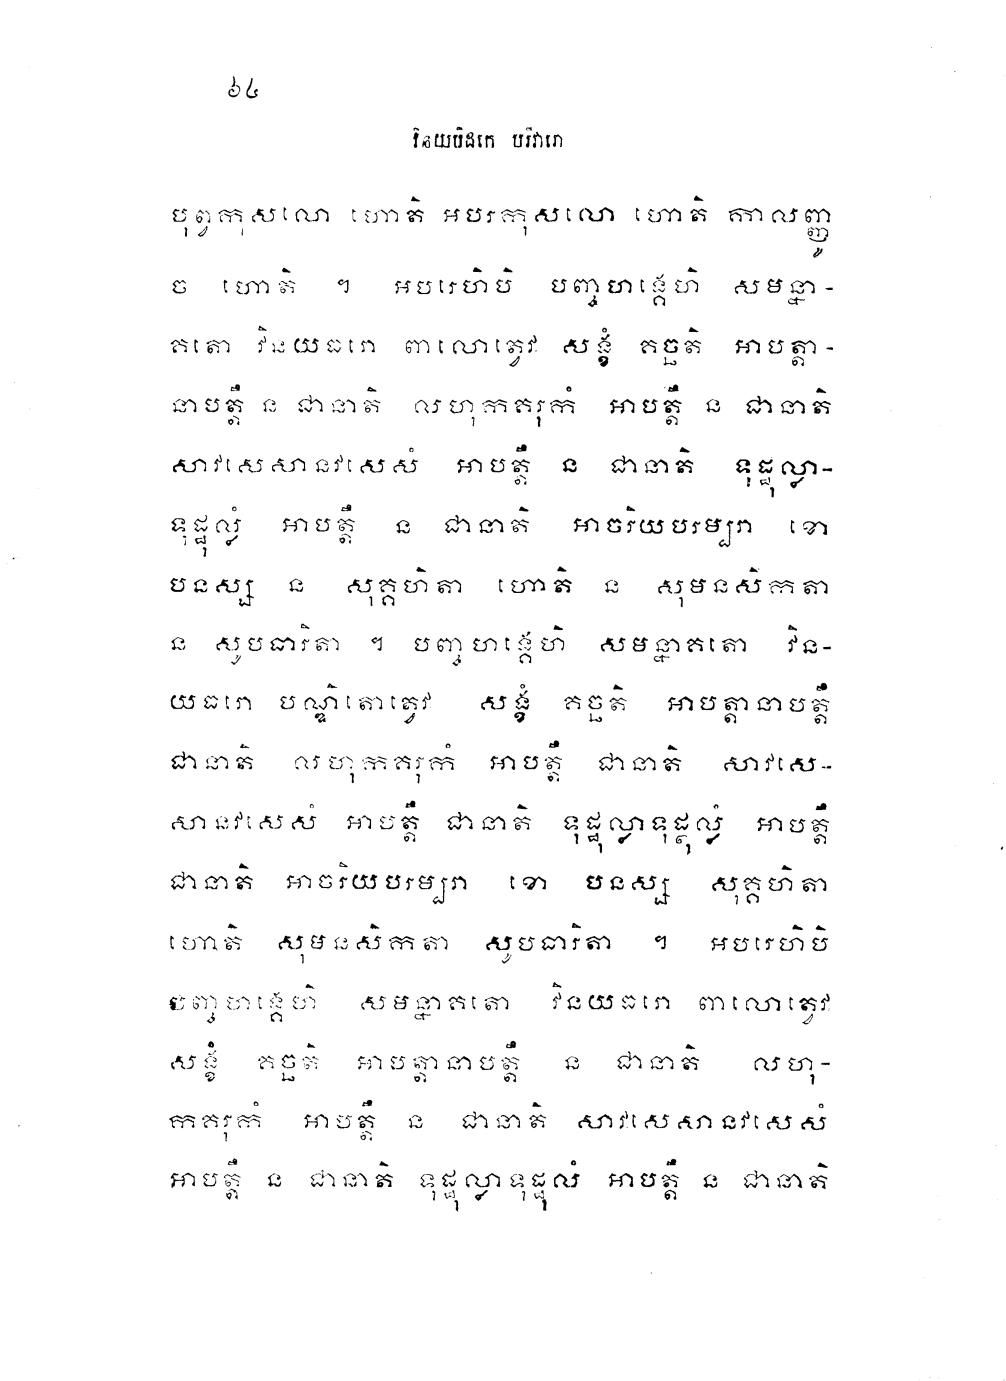 ៦៤
វិនយបិដកេ បរិវារោ
បុព្វកុសលោ ហោតិ អបរកុសលោ ហោតិ កាលញ្ញូ
ច ហោតិ ។ អបរេហិបិ បញ្ចហង្គេហិ សមន្នា-
គតោ វិនយធរោ ពាលោត្វេវ សង្ខំ គច្ឆតិ អាបត្តា-
នាបត្តឹ ន ជានាតិ លហុកគរុកំ អាបត្តឹ ន ជានាតិ
សាវសេសានវសេសំ អាបត្តឹ ន ជានាតិ ទុដ្ឋុល្លា-
ទុដ្ឋុល្លំ អាបត្តឹ ន ជានាតិ អាចរិយបរម្បរា ខោ
បនស្ស ន សុគ្គហិតា ហោតិ ន សុមនសិកតា
ន សូបធារិតា ។ បញ្ចហង្គេហិ សមន្នាគតោ វិន-
យធរោ បណ្ឌិតោត្វេវ សង្ខំ គច្ឆតិ អាបត្តានាបត្តឹ
ជានាតិ លហុកគរុកំ អាបត្តឹ ជានាតិ សាវសេ-
សានវសេសំ អាបត្តឹ ជានាតិ ទុដ្ឋុល្លាទុដ្ឋុល្លំ អាបត្តឹ
ជានាតិ អាចរិយបរម្បរា ខោ បនស្ស សុគ្គហិតា
ហោតិ សុមនសិកតា សូបធារិតា ។ អបរេហិបិ
បញ្ចហង្គេហិ សមន្នាគតោ វិនយធរោ ពាលោត្វេវ
សង្ខំ គច្ឆតិ អាបត្តានាបត្តឹ ន ជានាតិ លហុ-
កគរុកំ អាបត្តឹ ន ជានាតិ សាវសេសានវសេសំ
អាបត្តឹ ន ជានាតិ ទុដ្ឋុល្លាទុដ្ឋុលំ អាបត្តឹ ន ជានាតិ